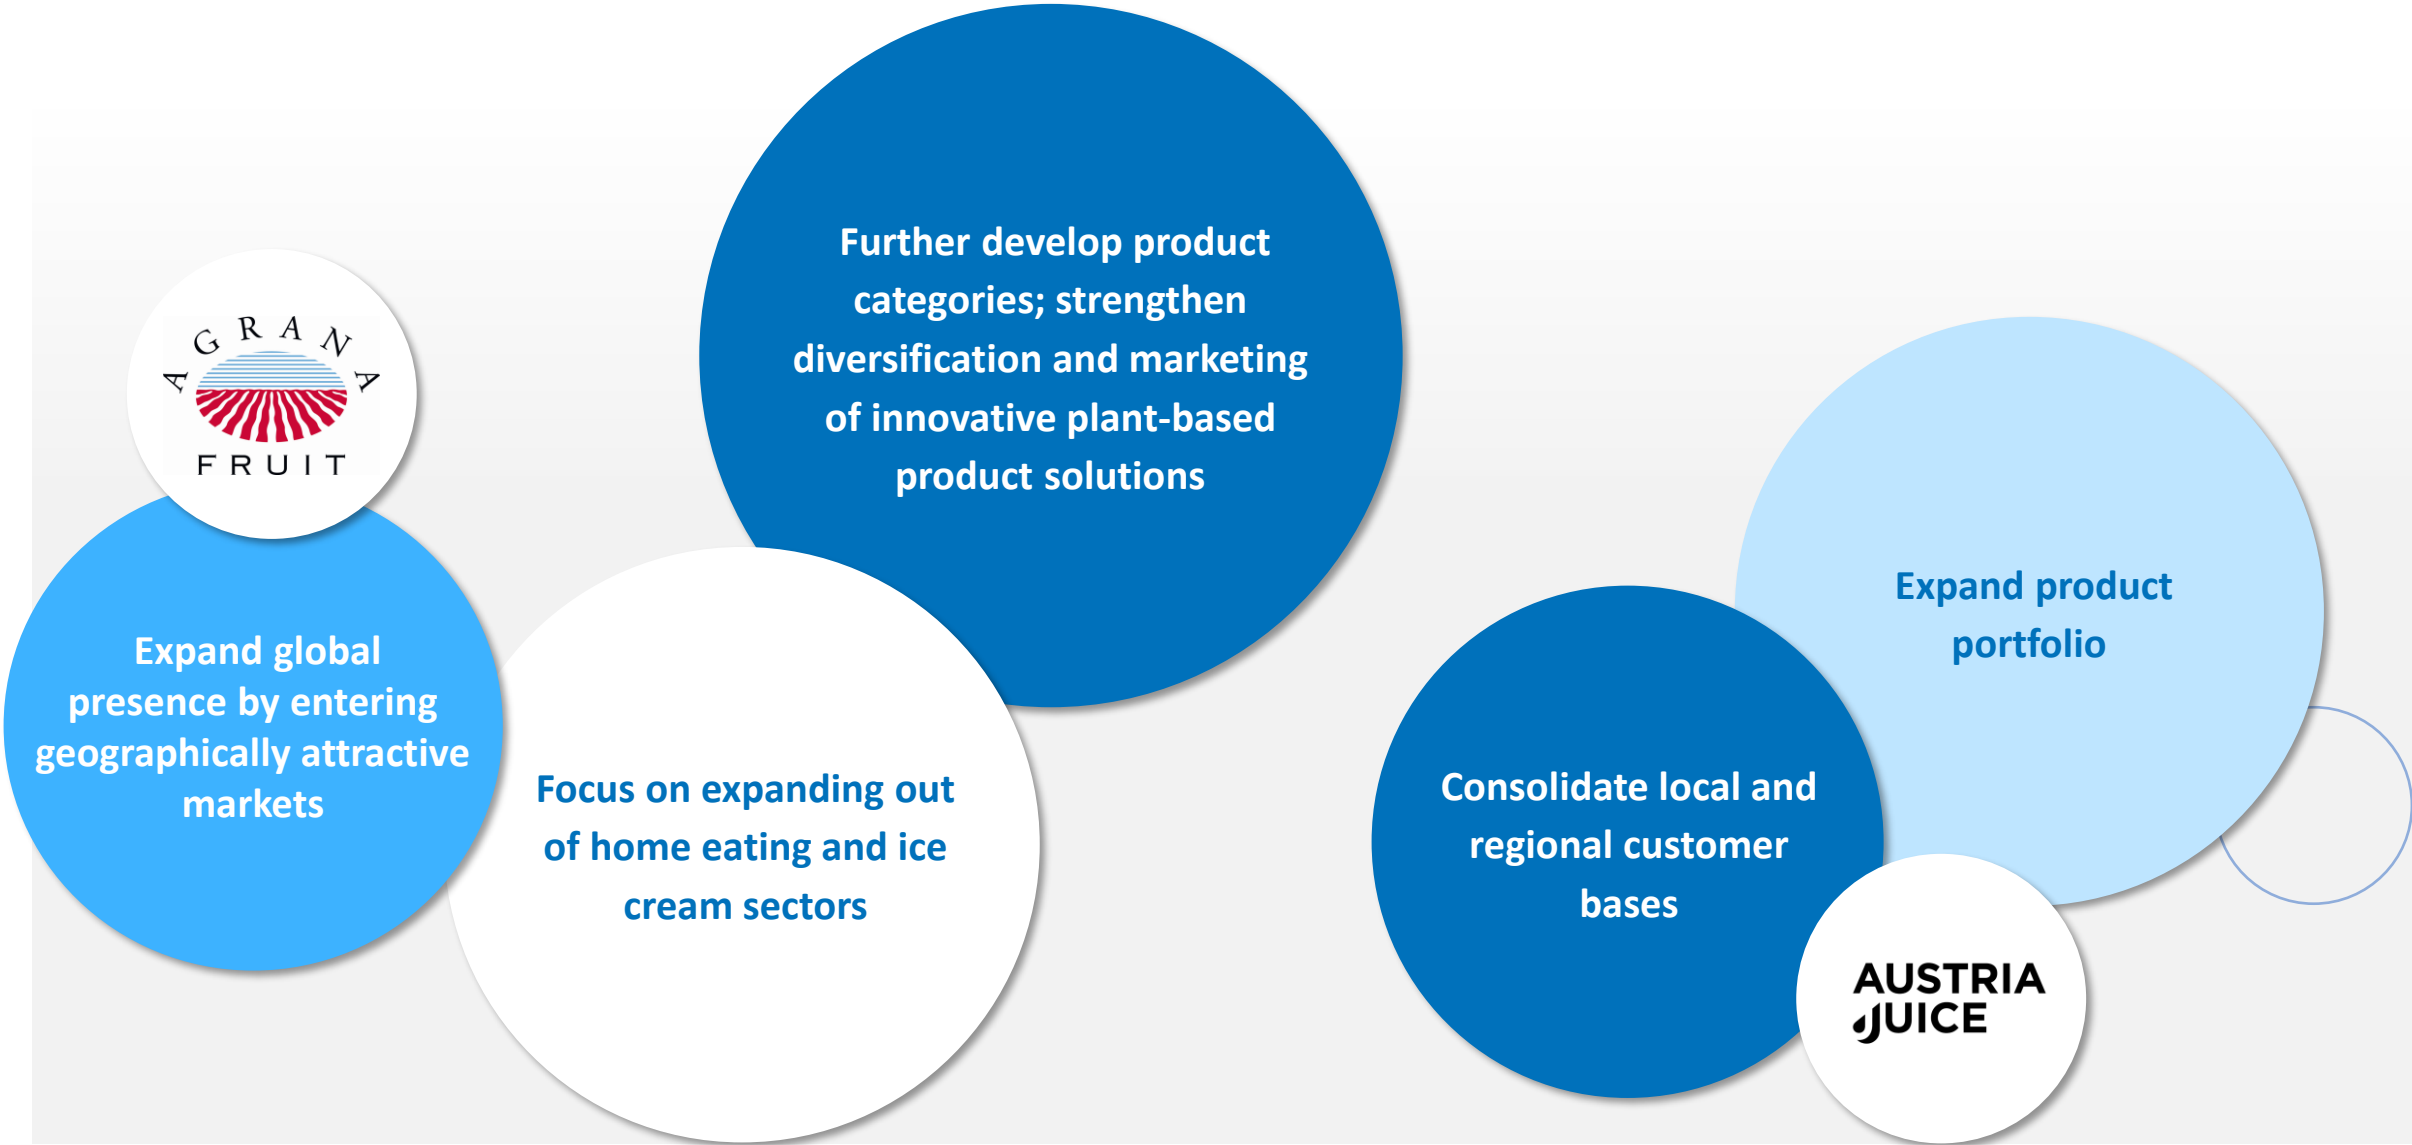 AGRANA
FRUIT
Expand global
presence by entering
geographically attractive
markets
Further develop product
categories; strengthen
diversification and marketing
of innovative plant-based
product solutions
Focus on expanding out
of home eating and ice
cream sectors
Expand product
portfolio
Consolidate local and
regional customer
bases
AUSTRIA
JUICE